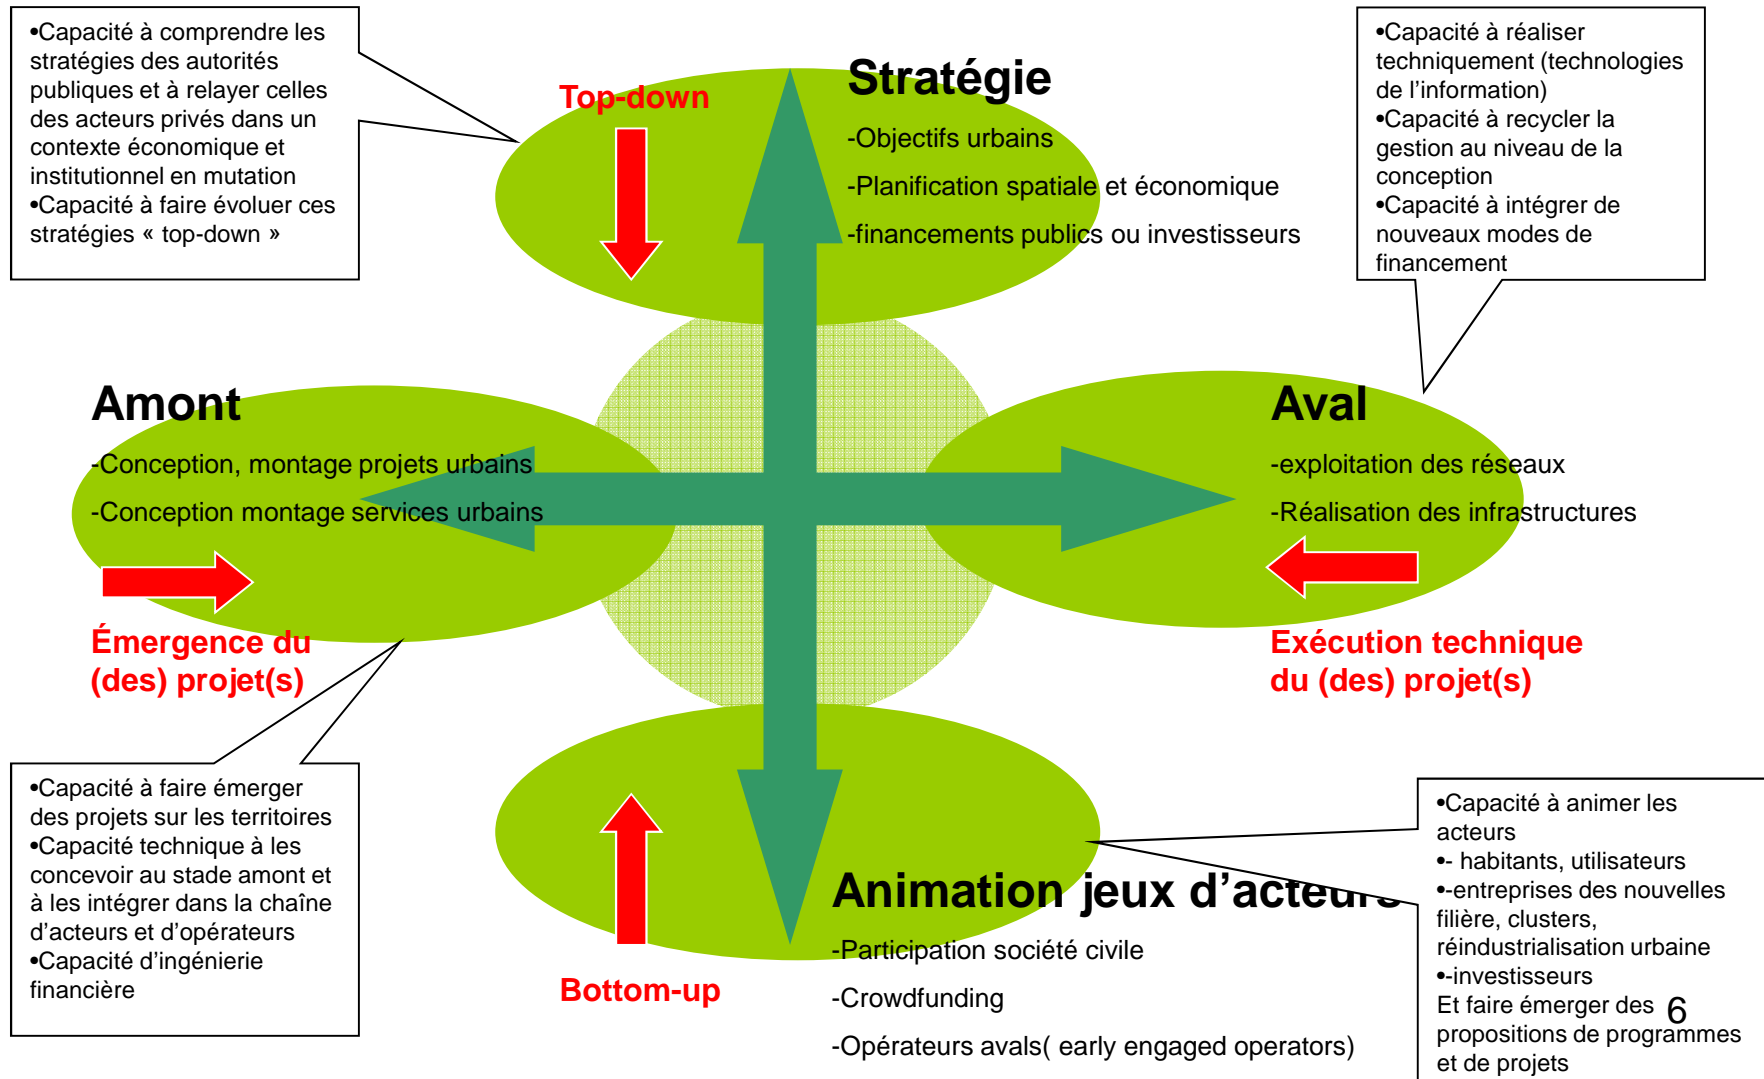 •Capacité à comprendre les
stratégies des autorités
publiques et à relayer celles
des acteurs privés dans un
contexte économique et
institutionnel en mutation
•Capacité à faire évoluer ces
stratégies « top-down »
Top-down
Stratégie
-Objectifs urbains
-Planification spatiale et économique
-financements publics ou investisseurs
•Capacité à réaliser
techniquement (technologies
de l’information)
•Capacité à recycler la
gestion au niveau de la
conception
•Capacité à intégrer de
nouveaux modes de
financement
Amont
-Conception, montage projets urbains
-Conception montage services urbains
Émergence du
(des) projet(s)
Aval
-exploitation des réseaux
-Réalisation des infrastructures
Exécution technique
du (des) projet(s)
•Capacité à faire émerger
des projets sur les territoires
•Capacité technique à les
concevoir au stade amont et
à les intégrer dans la chaîne
d’acteurs et d’opérateurs
•Capacité d’ingénierie
financière
Bottom-up
Animation jeux d’acteurs
-Participation société civile
-Crowdfunding
-Opérateurs avals( early engaged operators)
•Capacité à animer les
acteurs
•- habitants, utilisateurs
•-entreprises des nouvelles
filière, clusters,
réindustrialisation urbaine
•-investisseurs
Et faire émerger des
propositions de programmes
et de projets
6